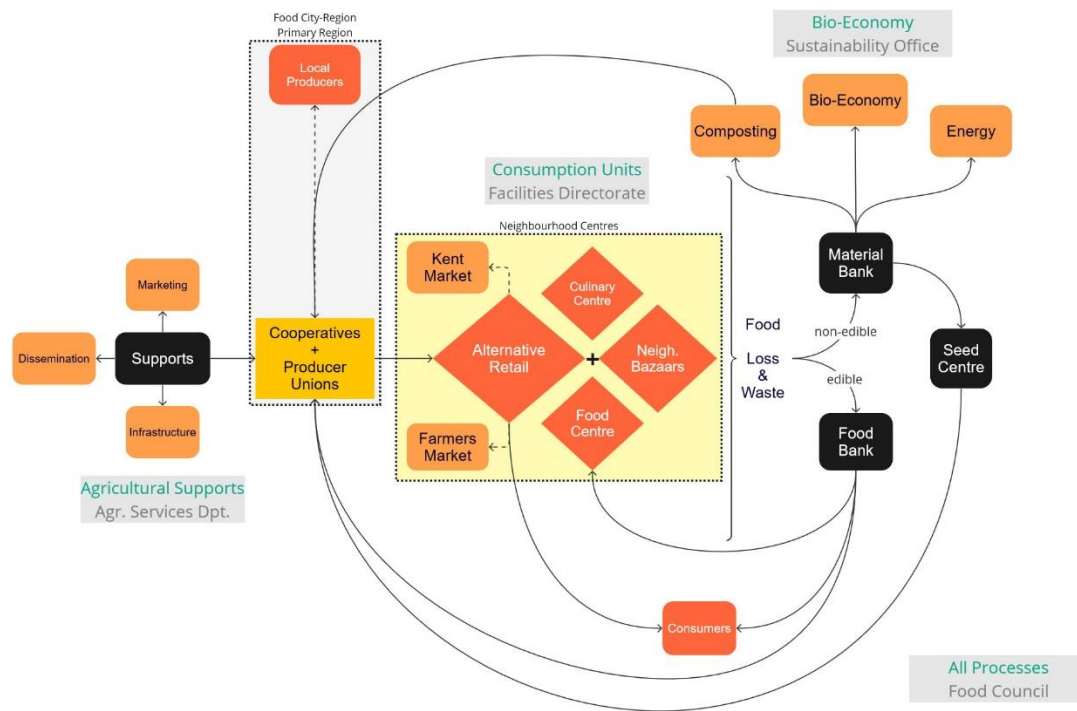 Food City-Region
Primary Region
Local
Producers
Bio-Economy
Sustainability Office
Composting
Bio-Economy
Energy
Consumption Units
Facilities Directorate
Neighbourhood Centres
Kent
Market
Culinary
Centre
Alternative
Retail
+
Neigh.
Bazaars
Food
Centre
Farmers
Market
Marketing
Dissemination
Supports
Infrastructure
Cooperatives
+
Producer
Unions
Agricultural Supports
Agr. Services Dpt.
Food
Loss
&
Waste
non-edible
edible
Material
Bank
Seed
Centre
Food
Bank
Consumers
All Processes
Food Council